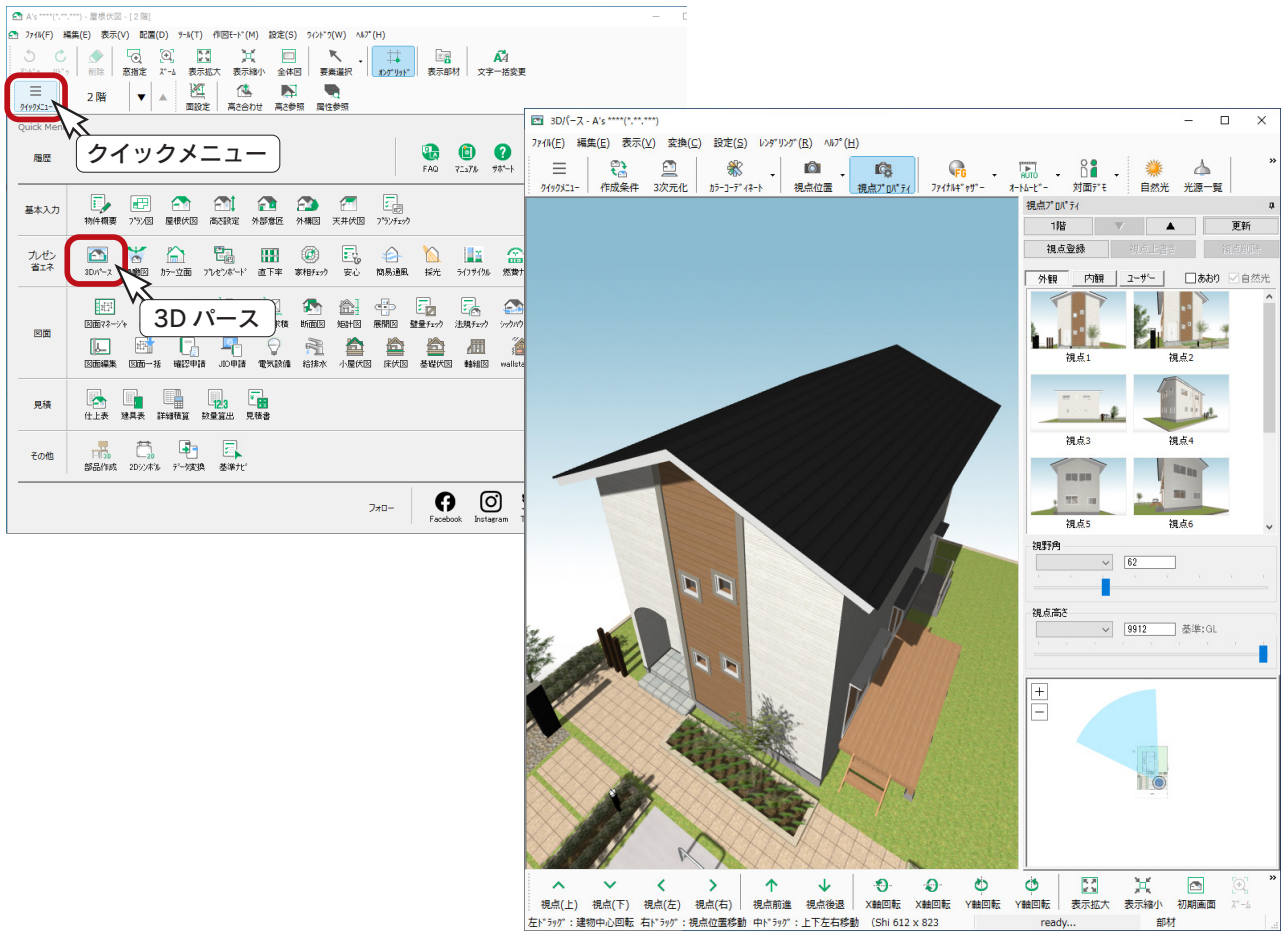 A's ****(*.**.***) - 屋根伏図 - [2階]
ﾌｧｲﾙ(F) 編集(E) 表示(V) 配置(D) ﾂｰﾙ(T) 作図ﾓｰﾄﾞ(M) 設定(S) ｳｨﾝﾄﾞｳ(W) ﾍﾙﾌﾟ(H)
削除 窓指定 ｽﾞｰﾑ 表示拡大 表示縮小 全体図 要素選択 ｵﾝｸﾞﾘｯﾄﾞ 表示部材 文字一括変更
ｸｲｯｸﾒﾆｭｰ 2階 ▼ ▲ 面設定 高さ合わせ 高さ参照 属性参照
Quick Men
クイックメニュー
履歴
FAQ ﾏﾆｭｱﾙ ｻﾎﾟｰﾄ
基本入力
物件概要 ﾌﾟﾗﾝ図 屋根伏図 高さ設定 外部意匠 外構図 天井伏図 ﾌﾟﾗﾝﾁｪｯｸ
プレゼン
省エネ
3Dﾊﾟｰｽ ｶﾗｰ立面 ﾌﾟﾚｾﾞﾝﾎﾞｰﾄﾞ 直下率 家相ﾁｪｯｸ 安心 簡易通風 採光 ﾗｲﾌｻｲｸﾙ 燃費ﾅ
3D パース
図面
図面ﾏﾈｰｼﾞｬ 断面図 矩計図 展開図 壁量ﾁｪｯｸ 法規ﾁｪｯｸ ｼｯｸﾊｳ
図面編集 図面一括 確認申請 JIO申請 電気設備 給排水 小屋伏図 床伏図 基礎伏図 軸組図 wallsta
見積
仕上表 建具表 詳細積算 数量算出 見積書
その他
部品作成 2Dｼﾝﾎﾞﾙ ﾃﾞｰﾀ変換 基準ﾅﾋﾞ
フォロー
Facebook Instagram
3Dパース - A's ****(*.**.***)
ﾌｧｲﾙ(F) 編集(E) 表示(V) 変換(C) 設定(S) ﾚﾝﾀﾞﾘﾝｸﾞ(R) ﾍﾙﾌﾟ(H)
ｸｲｯｸﾒﾆｭｰ 作成条件 3次元化 ｶﾗｰｺｰﾃﾞｨﾈｰﾄ 視点位置 視点ﾌﾟﾛﾊﾟﾃｨ ﾌｧｲﾅﾙｷﾞｬｻﾞｰ ｵｰﾄﾑｰﾋﾞｰ 対面ﾃﾞﾓ 自然光 光源一覧
視点ﾌﾟﾛﾊﾟﾃｨ
1階 ▼ ▲ 更新
視点登録 視点上書き 視点削除
外観 内観 ユーザー あおり 自然光
視点1 視点2
視点3 視点4
視点5 視点6
視野角
62
視点高さ
9912 基準:GL
+
−
視点(上) 視点(下) 視点(左) 視点(右) 視点前進 視点後退 X軸回転 X軸回転 Y軸回転 Y軸回転 表示拡大 表示縮小 初期画面 ｽﾞｰﾑ
左ﾄﾞﾗｯｸﾞ：建物中心回転 右ﾄﾞﾗｯｸﾞ：視点位置移動 中ﾄﾞﾗｯｸﾞ：上下左右移動 (Shi 612 x 823 ready... 部材